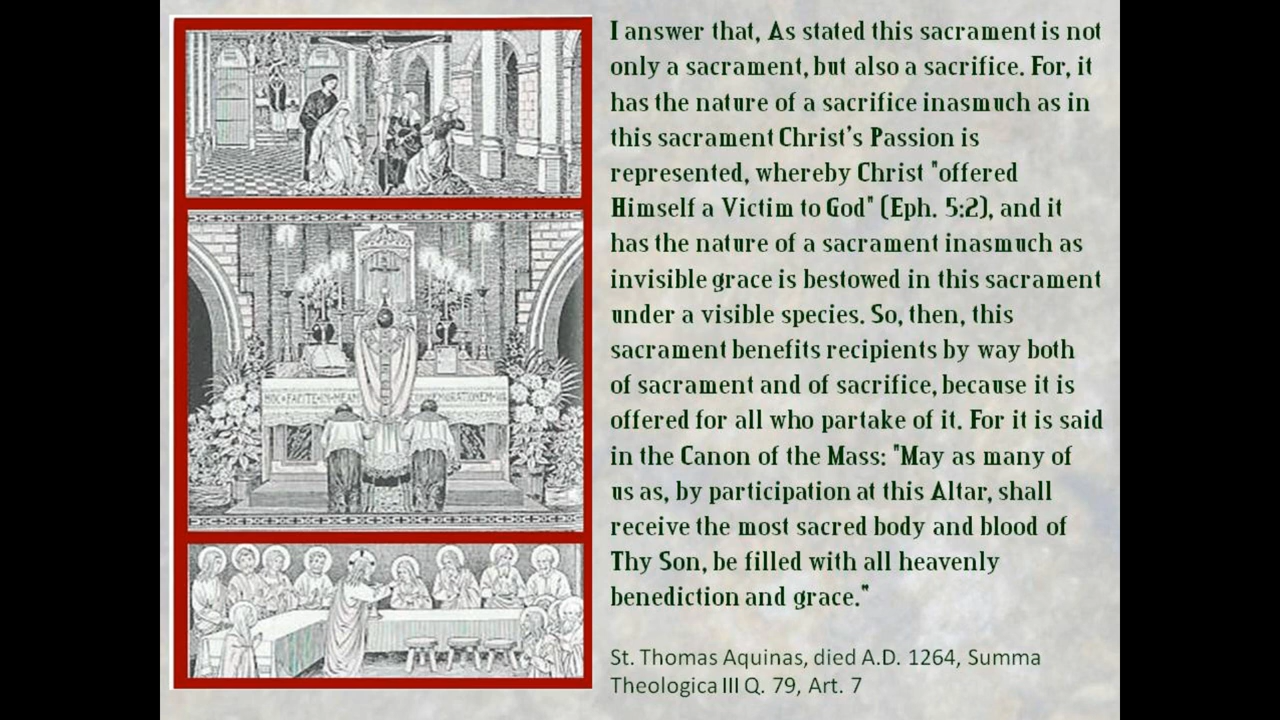 I answer that, As stated this sacrament is not
only a sacrament, but also a sacrifice. For, it
has the nature of a sacrifice inasmuch as in
this sacrament Christ's Passion is
represented, whereby Christ "offered
Himself a Victim to God" (Eph. 5:2), and it
has the nature of a sacrament inasmuch as
invisible grace is bestowed in this sacrament
under a visible species. So, then, this
sacrament benefits recipients by way both
of sacrament and of sacrifice, because it is
offered for all who partake of it. For it is said
in the Canon of the Mass: "May as many of
us as, by participation at this Altar, shall
receive the most sacred body and blood of
Thy Son, be filled with all heavenly
benediction and grace."
St. Thomas Aquinas, died A.D. 1264, Summa
Theologica III Q. 79, Art. 7
HOC FACITE IN MEAM